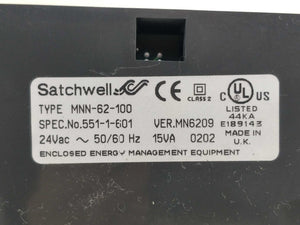 Satchwell
CE
CLASS 2
C UL US
LISTED
44KA
E189143
TYPE MNN-62-100
SPEC.No.551-1-601 VER.MN6209
24Vac ~ 50/60 Hz 15VA 0202
MADE IN
U.K.
ENCLOSED ENERGY MANAGEMENT EQUIPMENT